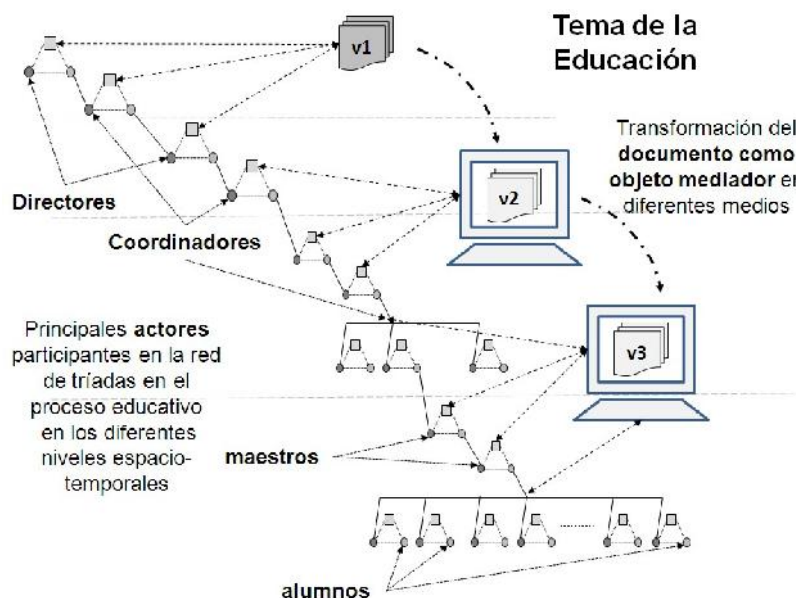 Tema de la
Educación
v1
Transformación del
documento como
objeto mediador en
diferentes medios
v2
Directores
Coordinadores
v3
Principales actores
participantes en la red
de tríadas en el
proceso educativo
en los diferentes
niveles espacio-
temporales
maestros
alumnos